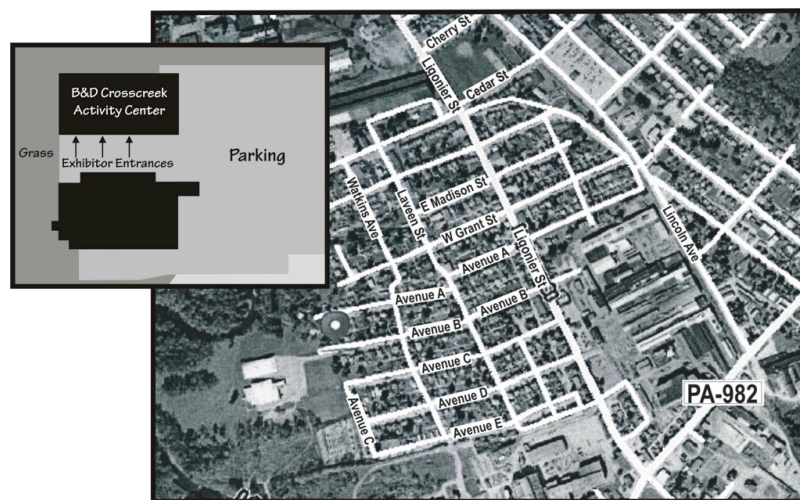 B&D Crosscreek
Activity Center
Grass
Exhibitor Entrances
Parking
Cherry St
Ligonier St
Cedar St
Watkins Ave
Laveen St
E Madison St
W Grant St
Ligonier St
Lincoln Ave
Avenue A
Avenue A
Avenue B
Avenue B
Avenue C
Avenue D
Avenue C
Avenue E
PA-982